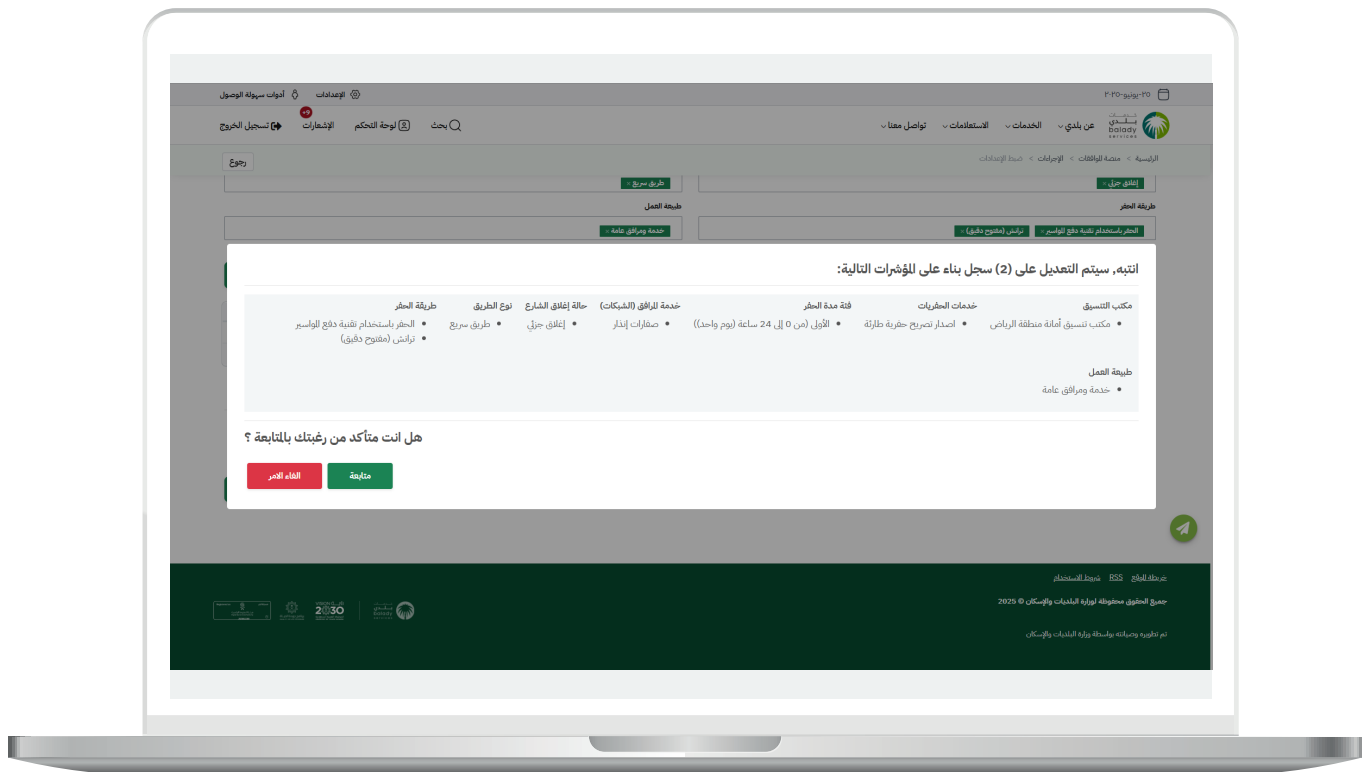 ٢٥-يونيو-٢٠٢٥
الإعدادات
أدوات سهولة الوصول
بلدي
balady
services
عن بلدي
الخدمات
الاستعلامات
تواصل معنا
بحث
لوحة التحكم
الإشعارات
+9
تسجيل الخروج
الرئيسية > منصة الموافقات > الإجراءات > ضبط الإعدادات
رجوع
إغلاق جزئي ×
طريق سريع ×
طريقة الحفر
طبيعة العمل
الحفر باستخدام تقنية دفع المواسير ×
ترانش (مفتوح دقيق) ×
خدمة ومرافق عامة ×
انتبه, سيتم التعديل على (2) سجل بناء على المؤشرات التالية:
مكتب التنسيق
خدمات الحفريات
فئة مدة الحفر
خدمة المرافق (الشبكات)
حالة إغلاق الشارع
نوع الطريق
طريقة الحفر
• مكتب تنسيق أمانة منطقة الرياض
• اصدار تصريح حفرية طارئة
• الأولى (من 0 إلى 24 ساعة (يوم واحد))
• صفارات إنذار
• إغلاق جزئي
• طريق سريع
• الحفر باستخدام تقنية دفع المواسير
• ترانش (مفتوح دقيق)
طبيعة العمل
• خدمة ومرافق عامة
هل انت متأكد من رغبتك بالمتابعة ؟
متابعة
الغاء الامر
خريطة الموقع
RSS
شروط الاستخدام
جميع الحقوق محفوظة لوزارة البلديات والإسكان © 2025
تم تطويره وصيانته بواسطة وزارة البلديات والإسكان
2030